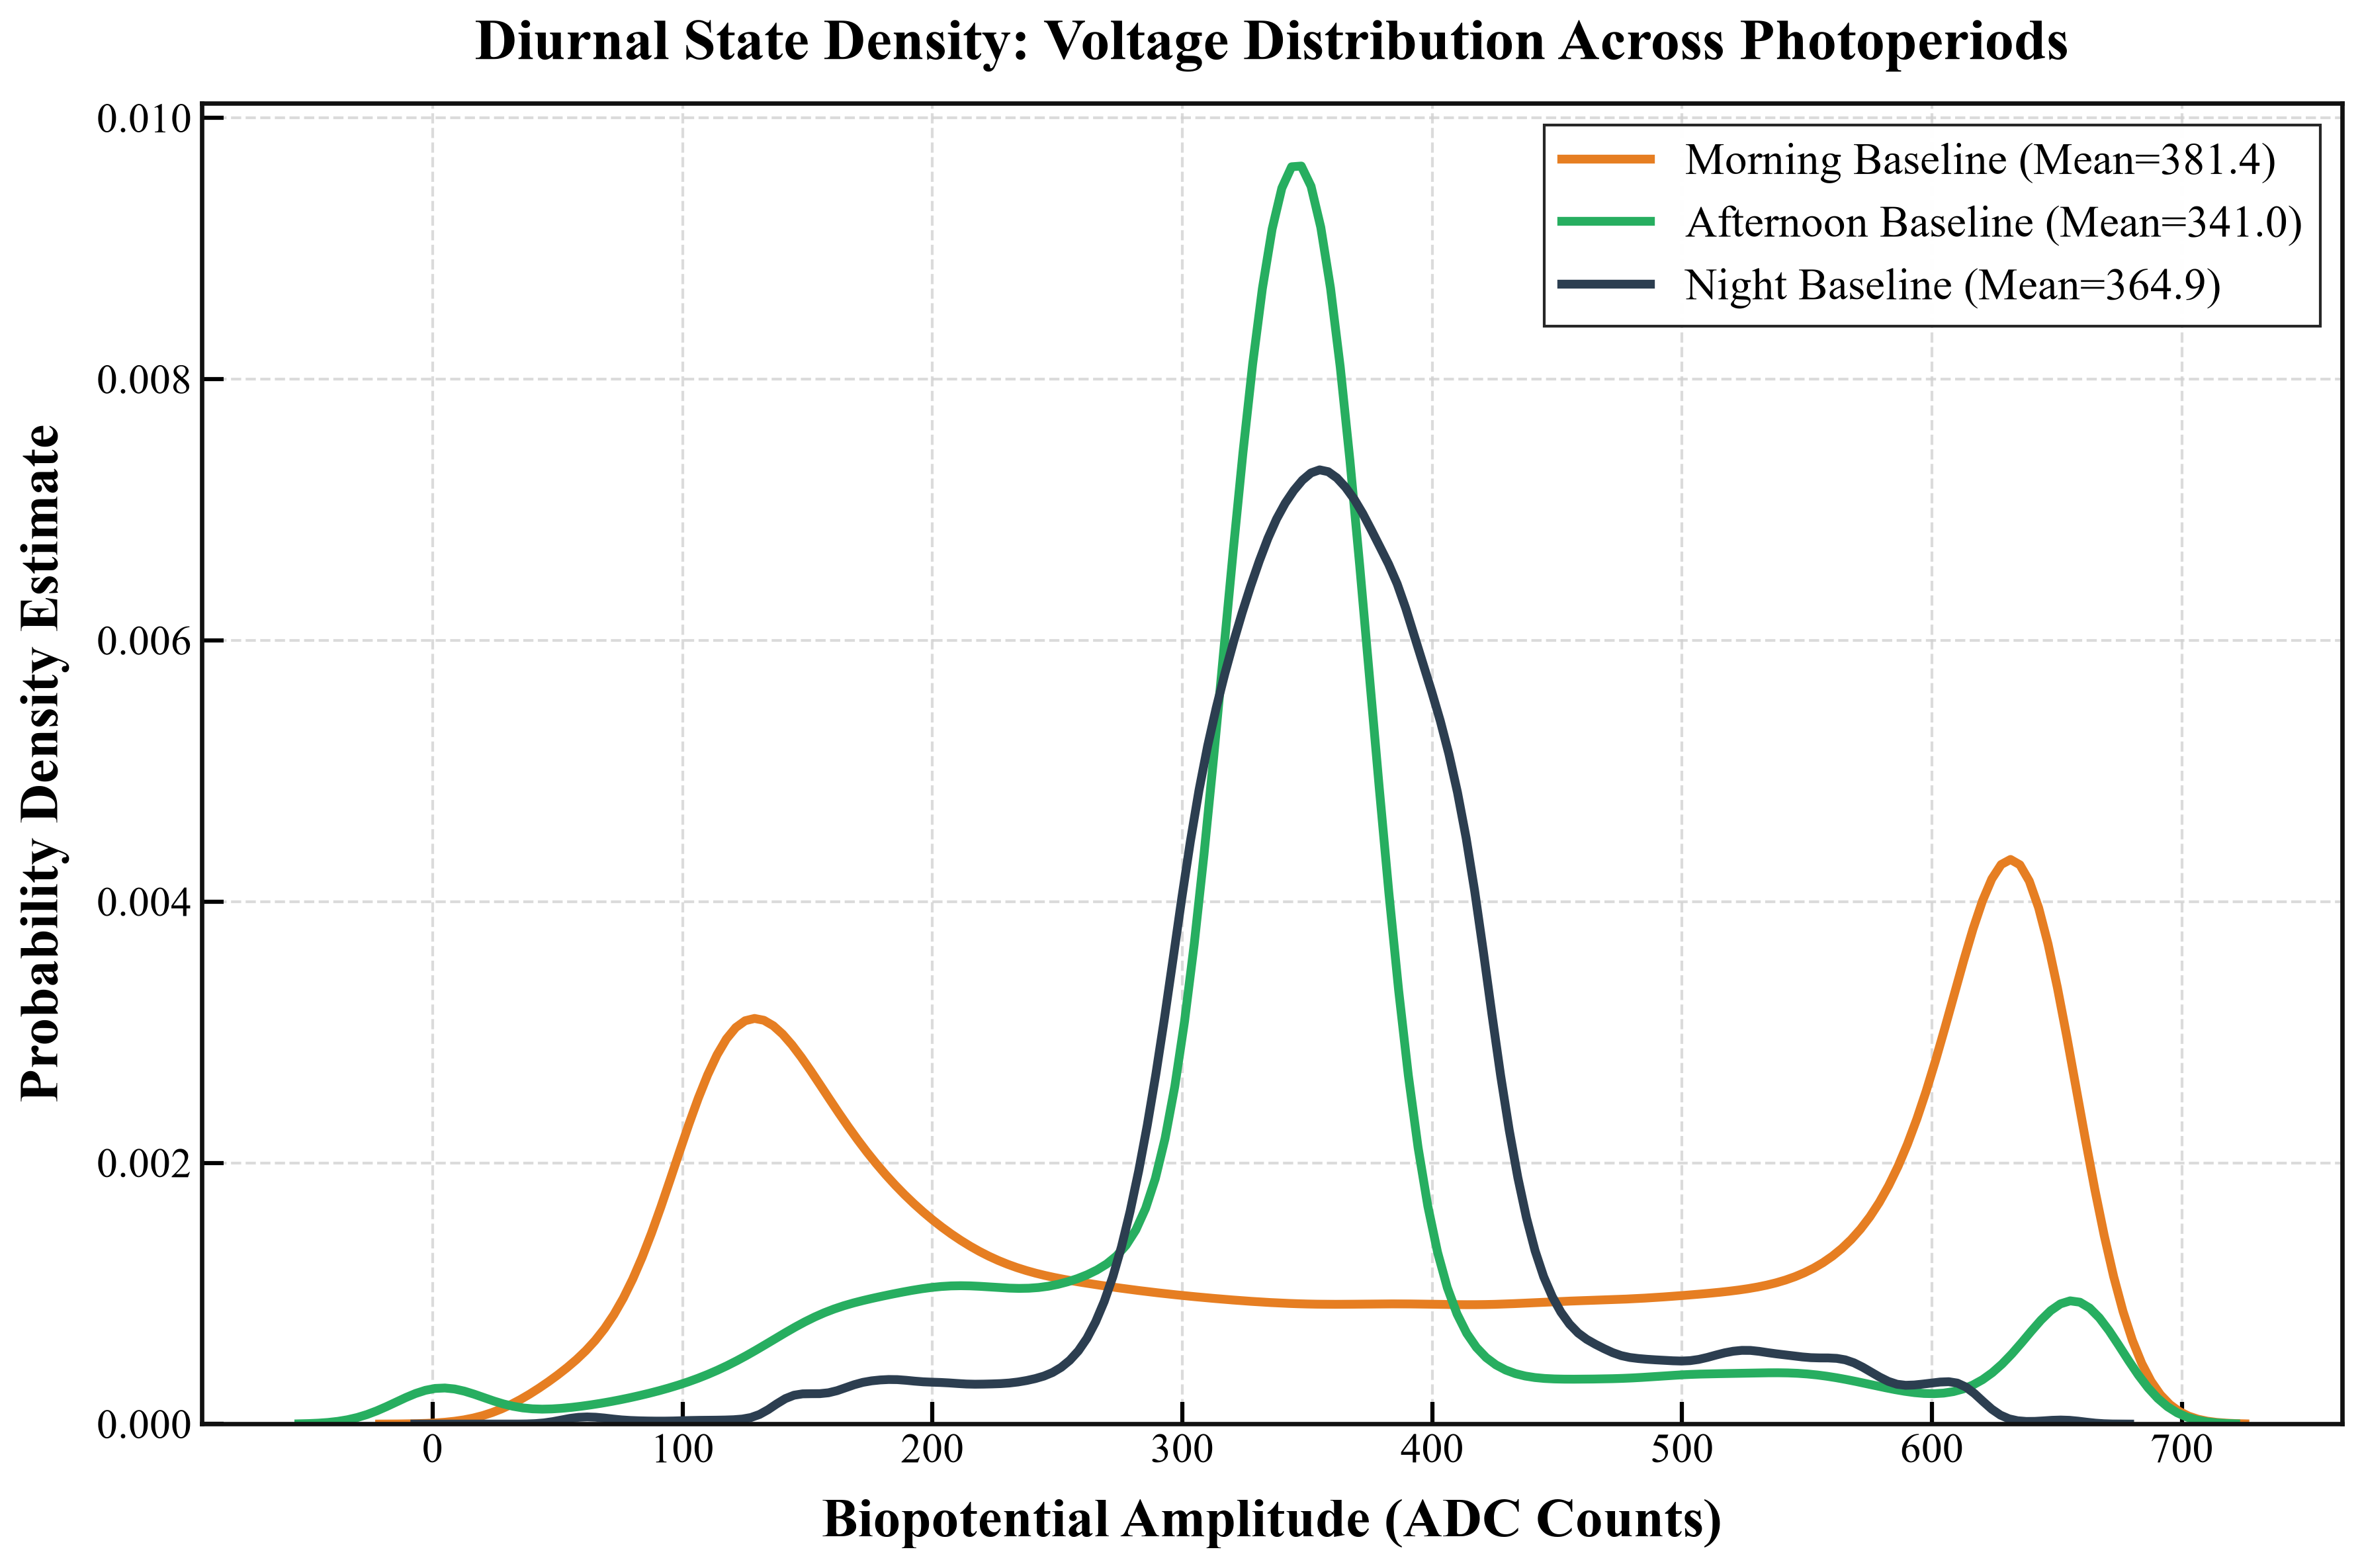 Diurnal State Density: Voltage Distribution Across Photoperiods
Probability Density Estimate
0.010
0.008
0.006
0.004
0.002
0.000
Morning Baseline (Mean=381.4)
Afternoon Baseline (Mean=341.0)
Night Baseline (Mean=364.9)
0 100 200 300 400 500 600 700
Biopotential Amplitude (ADC Counts)